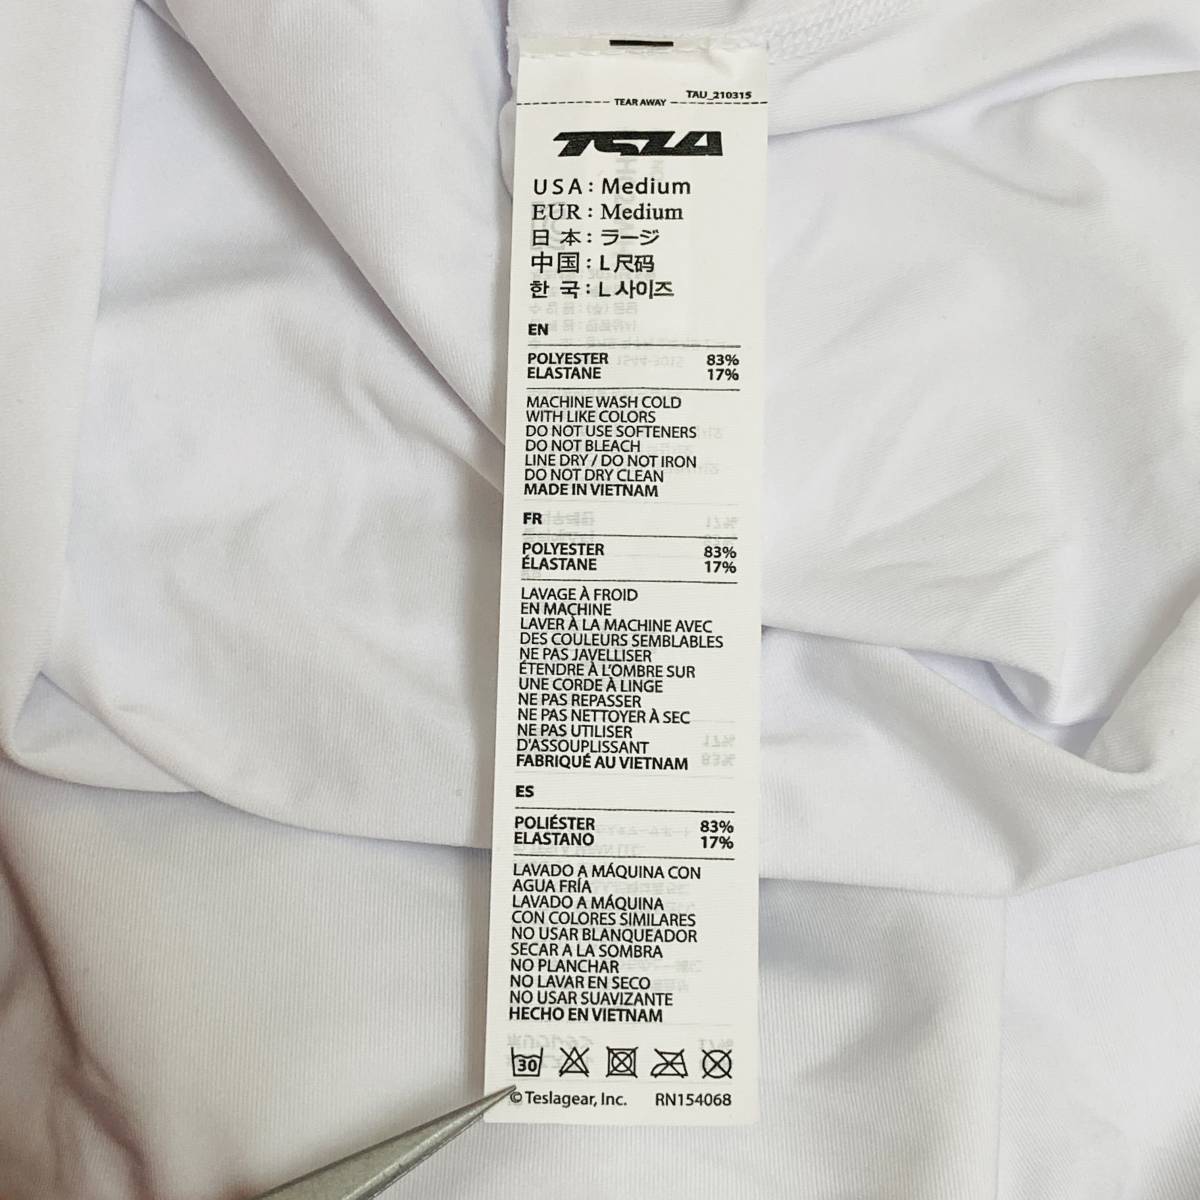 TAU_210315
TEAR AWAY
TESLA
USA: Medium
EUR: Medium
日本: ラージ
中国: L 尺码
한국: L 사이즈
EN
POLYESTER 83%
ELASTANE 17%
MACHINE WASH COLD
WITH LIKE COLORS
DO NOT USE SOFTENERS
DO NOT BLEACH
LINE DRY / DO NOT IRON
DO NOT DRY CLEAN
MADE IN VIETNAM
FR
POLYESTER 83%
ÉLASTANE 17%
LAVAGE À FROID
EN MACHINE
LAVER À LA MACHINE AVEC
DES COULEURS SEMBLABLES
NE PAS JAVELLISER
ÉTENDRE À L'OMBRE SUR
UNE CORDE À LINGE
NE PAS REPASSER
NE PAS NETTOYER À SEC
NE PAS UTILISER
D'ASSOUPLISSANT
FABRIQUÉ AU VIETNAM
ES
POLIÉSTER 83%
ELASTANO 17%
LAVADO A MÁQUINA CON
AGUA FRÍA
LAVADO A MÁQUINA
CON COLORES SIMILARES
NO USAR BLANQUEADOR
SECAR A LA SOMBRA
NO PLANCHAR
NO LAVAR EN SECO
NO USAR SUAVIZANTE
HECHO EN VIETNAM
30
© Teslagear, Inc. RN154068